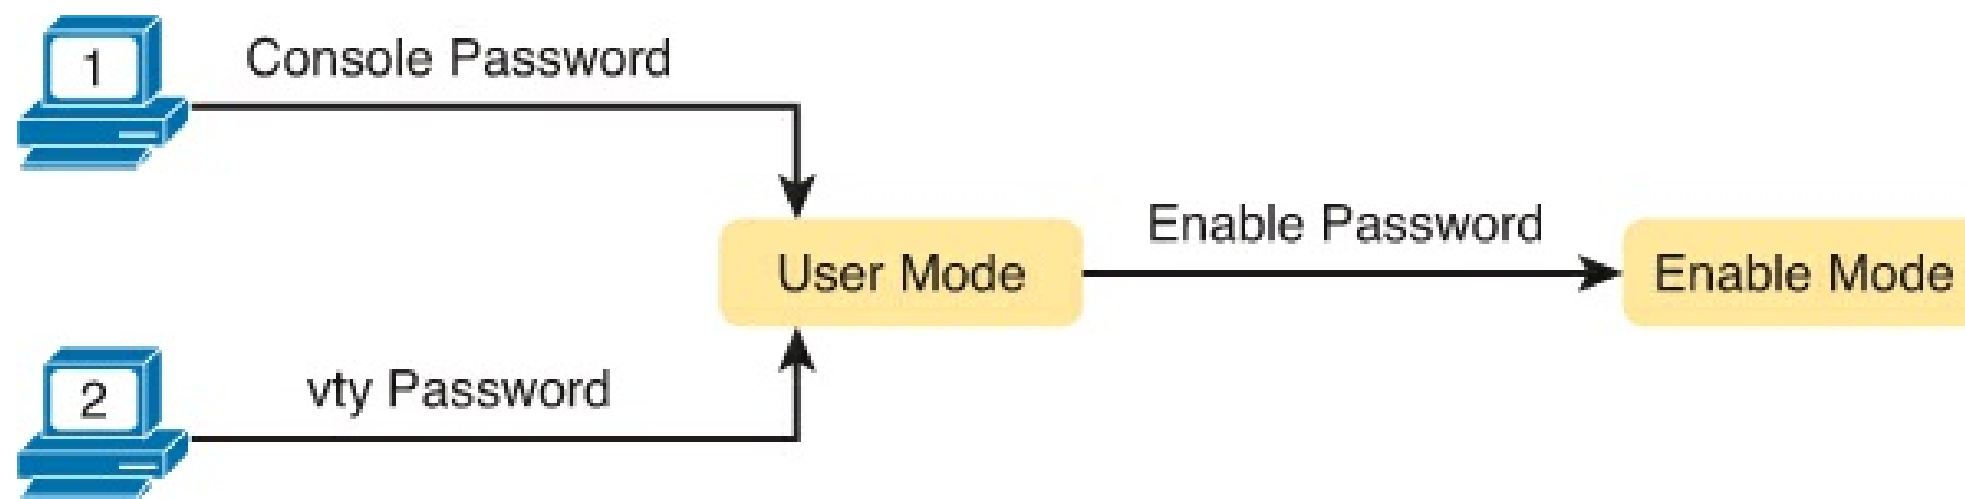 1
Console Password
Enable Password
User Mode
Enable Mode
2
vty Password